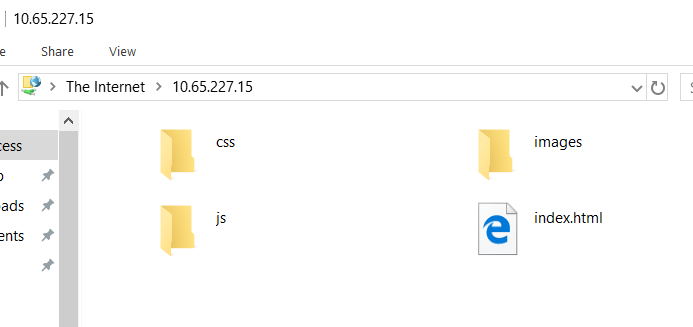 10.65.227.15
e Share View
The Internet > 10.65.227.15
cess
css
images
ads
js
ents
index.html